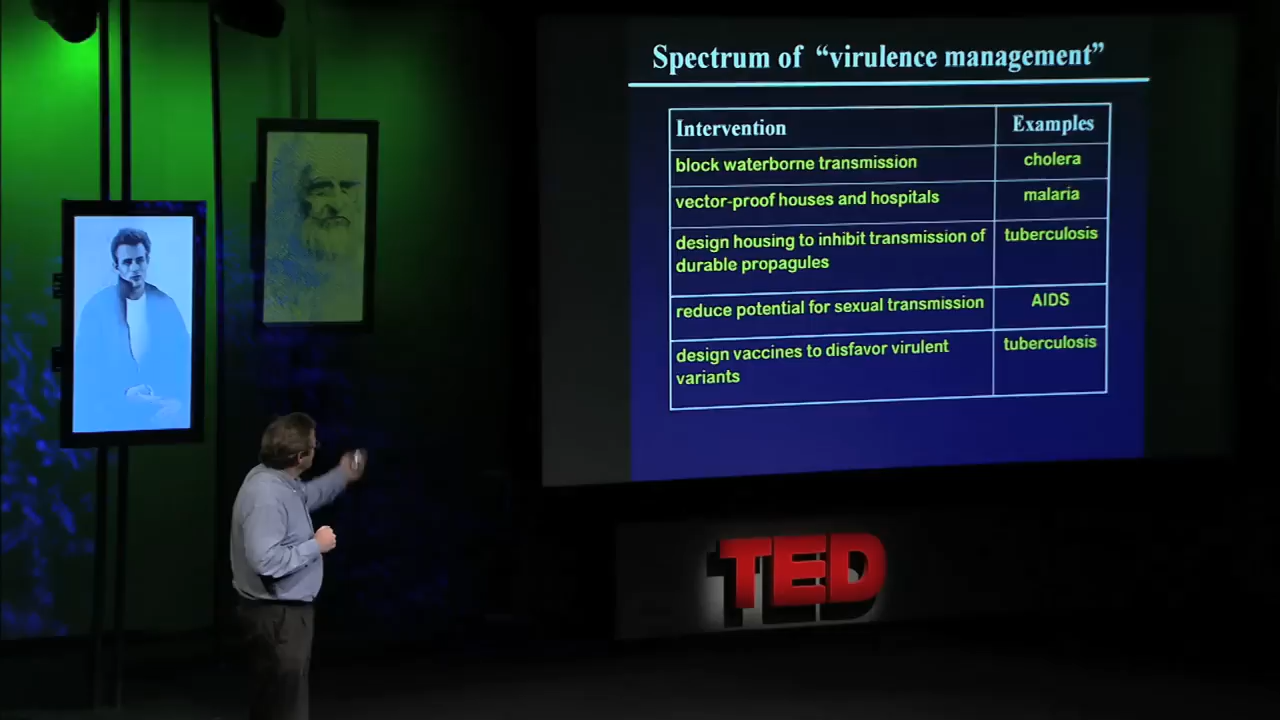 Spectrum of “virulence management”
Intervention Examples
block waterborne transmission cholera
vector-proof houses and hospitals malaria
design housing to inhibit transmission of tuberculosis
durable propagules
reduce potential for sexual transmission AIDS
design vaccines to disfavor virulent tuberculosis
variants
TED